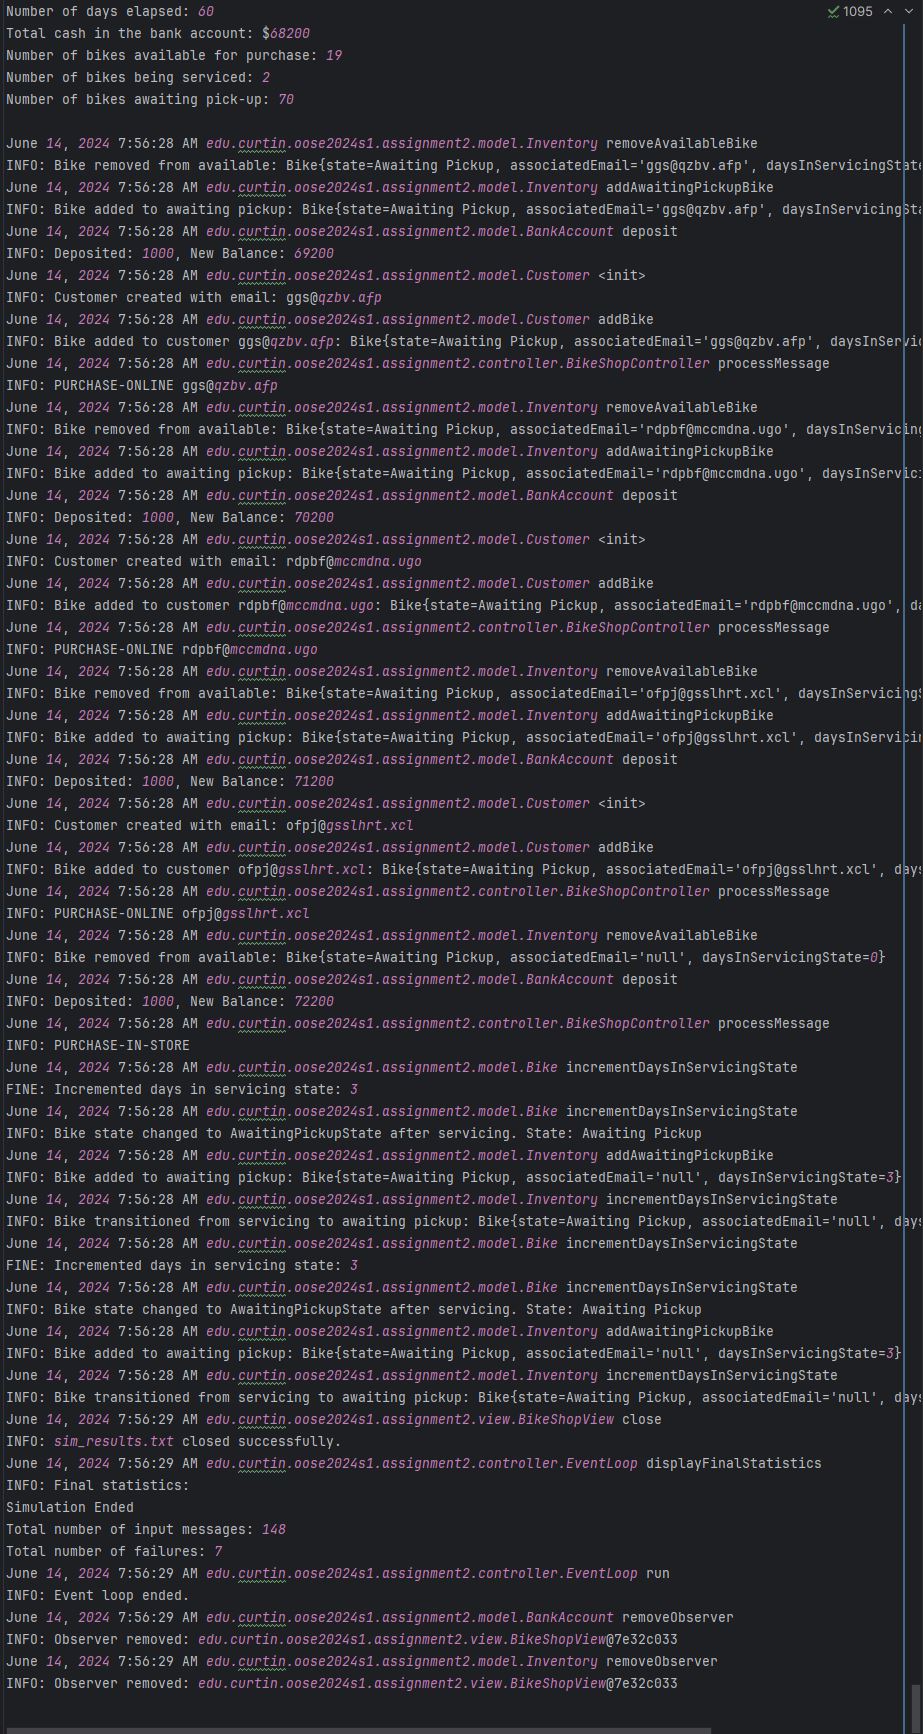 Number of days elapsed: 60
1095
Total cash in the bank account: $68200
Number of bikes available for purchase: 19
Number of bikes being serviced: 2
Number of bikes awaiting pick-up: 70
June 14, 2024 7:56:28 AM edu.curtin.oose2024s1.assignment2.model.Inventory removeAvailableBike
INFO: Bike removed from available: Bike{state=Awaiting Pickup, associatedEmail='ggs@qzbv.afp', daysInServicingState
June 14, 2024 7:56:28 AM edu.curtin.oose2024s1.assignment2.model.Inventory addAwaitingPickupBike
INFO: Bike added to awaiting pickup: Bike{state=Awaiting Pickup, associatedEmail='ggs@qzbv.afp', daysInServicingSta
June 14, 2024 7:56:28 AM edu.curtin.oose2024s1.assignment2.model.BankAccount deposit
INFO: Deposited: 1000, New Balance: 69200
June 14, 2024 7:56:28 AM edu.curtin.oose2024s1.assignment2.model.Customer <init>
INFO: Customer created with email: ggs@qzbv.afp
June 14, 2024 7:56:28 AM edu.curtin.oose2024s1.assignment2.model.Customer addBike
INFO: Bike added to customer ggs@qzbv.afp: Bike{state=Awaiting Pickup, associatedEmail='ggs@qzbv.afp', daysInServic
June 14, 2024 7:56:28 AM edu.curtin.oose2024s1.assignment2.controller.BikeShopController processMessage
INFO: PURCHASE-ONLINE ggs@qzbv.afp
June 14, 2024 7:56:28 AM edu.curtin.oose2024s1.assignment2.model.Inventory removeAvailableBike
INFO: Bike removed from available: Bike{state=Awaiting Pickup, associatedEmail='rdpbf@mccmdna.ugo', daysInServicing
June 14, 2024 7:56:28 AM edu.curtin.oose2024s1.assignment2.model.Inventory addAwaitingPickupBike
INFO: Bike added to awaiting pickup: Bike{state=Awaiting Pickup, associatedEmail='rdpbf@mccmdna.ugo', daysInServici
June 14, 2024 7:56:28 AM edu.curtin.oose2024s1.assignment2.model.BankAccount deposit
INFO: Deposited: 1000, New Balance: 70200
June 14, 2024 7:56:28 AM edu.curtin.oose2024s1.assignment2.model.Customer <init>
INFO: Customer created with email: rdpbf@mccmdna.ugo
June 14, 2024 7:56:28 AM edu.curtin.oose2024s1.assignment2.model.Customer addBike
INFO: Bike added to customer rdpbf@mccmdna.ugo: Bike{state=Awaiting Pickup, associatedEmail='rdpbf@mccmdna.ugo', da
June 14, 2024 7:56:28 AM edu.curtin.oose2024s1.assignment2.controller.BikeShopController processMessage
INFO: PURCHASE-ONLINE rdpbf@mccmdna.ugo
June 14, 2024 7:56:28 AM edu.curtin.oose2024s1.assignment2.model.Inventory removeAvailableBike
INFO: Bike removed from available: Bike{state=Awaiting Pickup, associatedEmail='ofpj@gsslhrt.xcl', daysInServicingS
June 14, 2024 7:56:28 AM edu.curtin.oose2024s1.assignment2.model.Inventory addAwaitingPickupBike
INFO: Bike added to awaiting pickup: Bike{state=Awaiting Pickup, associatedEmail='ofpj@gsslhrt.xcl', daysInServicin
June 14, 2024 7:56:28 AM edu.curtin.oose2024s1.assignment2.model.BankAccount deposit
INFO: Deposited: 1000, New Balance: 71200
June 14, 2024 7:56:28 AM edu.curtin.oose2024s1.assignment2.model.Customer <init>
INFO: Customer created with email: ofpj@gsslhrt.xcl
June 14, 2024 7:56:28 AM edu.curtin.oose2024s1.assignment2.model.Customer addBike
INFO: Bike added to customer ofpj@gsslhrt.xcl: Bike{state=Awaiting Pickup, associatedEmail='ofpj@gsslhrt.xcl', days
June 14, 2024 7:56:28 AM edu.curtin.oose2024s1.assignment2.controller.BikeShopController processMessage
INFO: PURCHASE-ONLINE ofpj@gsslhrt.xcl
June 14, 2024 7:56:28 AM edu.curtin.oose2024s1.assignment2.model.Inventory removeAvailableBike
INFO: Bike removed from available: Bike{state=Awaiting Pickup, associatedEmail='null', daysInServicingState=0}
June 14, 2024 7:56:28 AM edu.curtin.oose2024s1.assignment2.model.BankAccount deposit
INFO: Deposited: 1000, New Balance: 72200
June 14, 2024 7:56:28 AM edu.curtin.oose2024s1.assignment2.controller.BikeShopController processMessage
INFO: PURCHASE-IN-STORE
June 14, 2024 7:56:28 AM edu.curtin.oose2024s1.assignment2.model.Bike incrementDaysInServicingState
FINE: Incremented days in servicing state: 3
June 14, 2024 7:56:28 AM edu.curtin.oose2024s1.assignment2.model.Bike incrementDaysInServicingState
INFO: Bike state changed to AwaitingPickupState after servicing. State: Awaiting Pickup
June 14, 2024 7:56:28 AM edu.curtin.oose2024s1.assignment2.model.Inventory addAwaitingPickupBike
INFO: Bike added to awaiting pickup: Bike{state=Awaiting Pickup, associatedEmail='null', daysInServicingState=3}
June 14, 2024 7:56:28 AM edu.curtin.oose2024s1.assignment2.model.Inventory incrementDaysInServicingState
INFO: Bike transitioned from servicing to awaiting pickup: Bike{state=Awaiting Pickup, associatedEmail='null', days
June 14, 2024 7:56:28 AM edu.curtin.oose2024s1.assignment2.model.Bike incrementDaysInServicingState
FINE: Incremented days in servicing state: 3
June 14, 2024 7:56:28 AM edu.curtin.oose2024s1.assignment2.model.Bike incrementDaysInServicingState
INFO: Bike state changed to AwaitingPickupState after servicing. State: Awaiting Pickup
June 14, 2024 7:56:28 AM edu.curtin.oose2024s1.assignment2.model.Inventory addAwaitingPickupBike
INFO: Bike added to awaiting pickup: Bike{state=Awaiting Pickup, associatedEmail='null', daysInServicingState=3}
June 14, 2024 7:56:28 AM edu.curtin.oose2024s1.assignment2.model.Inventory incrementDaysInServicingState
INFO: Bike transitioned from servicing to awaiting pickup: Bike{state=Awaiting Pickup, associatedEmail='null', days
June 14, 2024 7:56:29 AM edu.curtin.oose2024s1.assignment2.view.BikeShopView close
INFO: sim_results.txt closed successfully.
June 14, 2024 7:56:29 AM edu.curtin.oose2024s1.assignment2.controller.EventLoop displayFinalStatistics
INFO: Final statistics:
Simulation Ended
Total number of input messages: 148
Total number of failures: 7
June 14, 2024 7:56:29 AM edu.curtin.oose2024s1.assignment2.controller.EventLoop run
INFO: Event loop ended.
June 14, 2024 7:56:29 AM edu.curtin.oose2024s1.assignment2.model.BankAccount removeObserver
INFO: Observer removed: edu.curtin.oose2024s1.assignment2.view.BikeShopView@7e32c033
June 14, 2024 7:56:29 AM edu.curtin.oose2024s1.assignment2.model.Inventory removeObserver
INFO: Observer removed: edu.curtin.oose2024s1.assignment2.view.BikeShopView@7e32c033